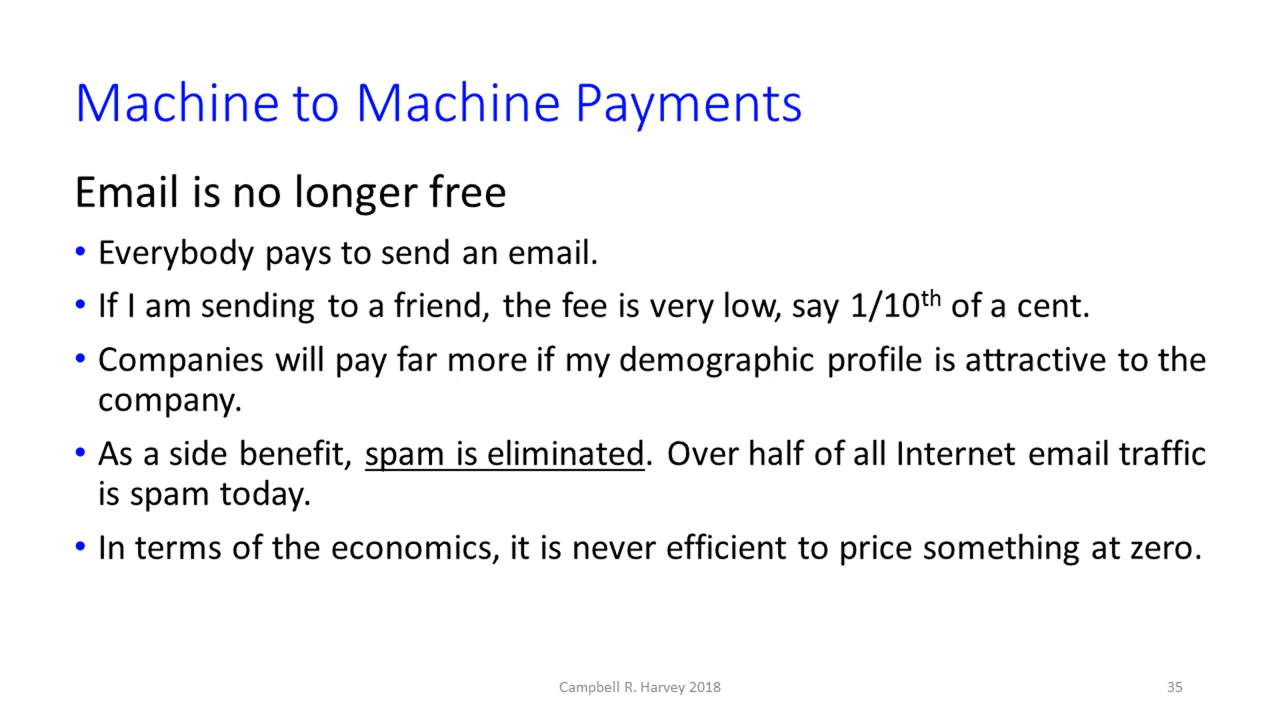 Machine to Machine Payments
Email is no longer free
• Everybody pays to send an email.
• If I am sending to a friend, the fee is very low, say 1/10th of a cent.
• Companies will pay far more if my demographic profile is attractive to the
company.
• As a side benefit, spam is eliminated. Over half of all Internet email traffic
is spam today.
• In terms of the economics, it is never efficient to price something at zero.
Campbell R. Harvey 2018
35